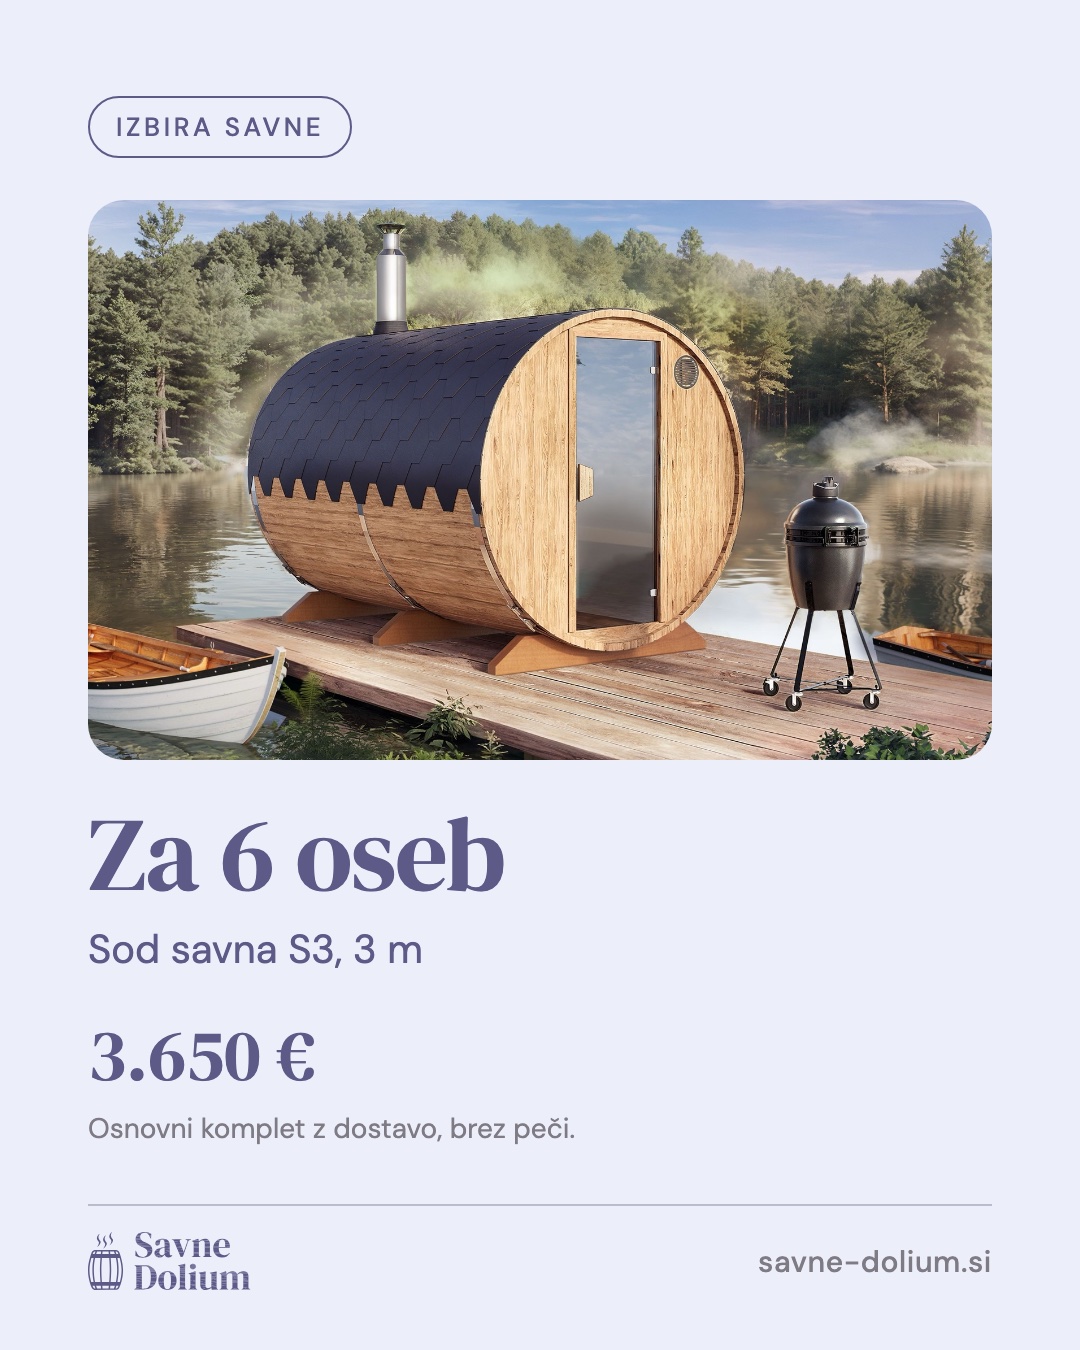 IZBIRA SAVNE
Za 6 oseb
Sod savna S3, 3 m
3.650 €
Osnovni komplet z dostavo, brez peči.
Savne
Dolium
savne-dolium.si